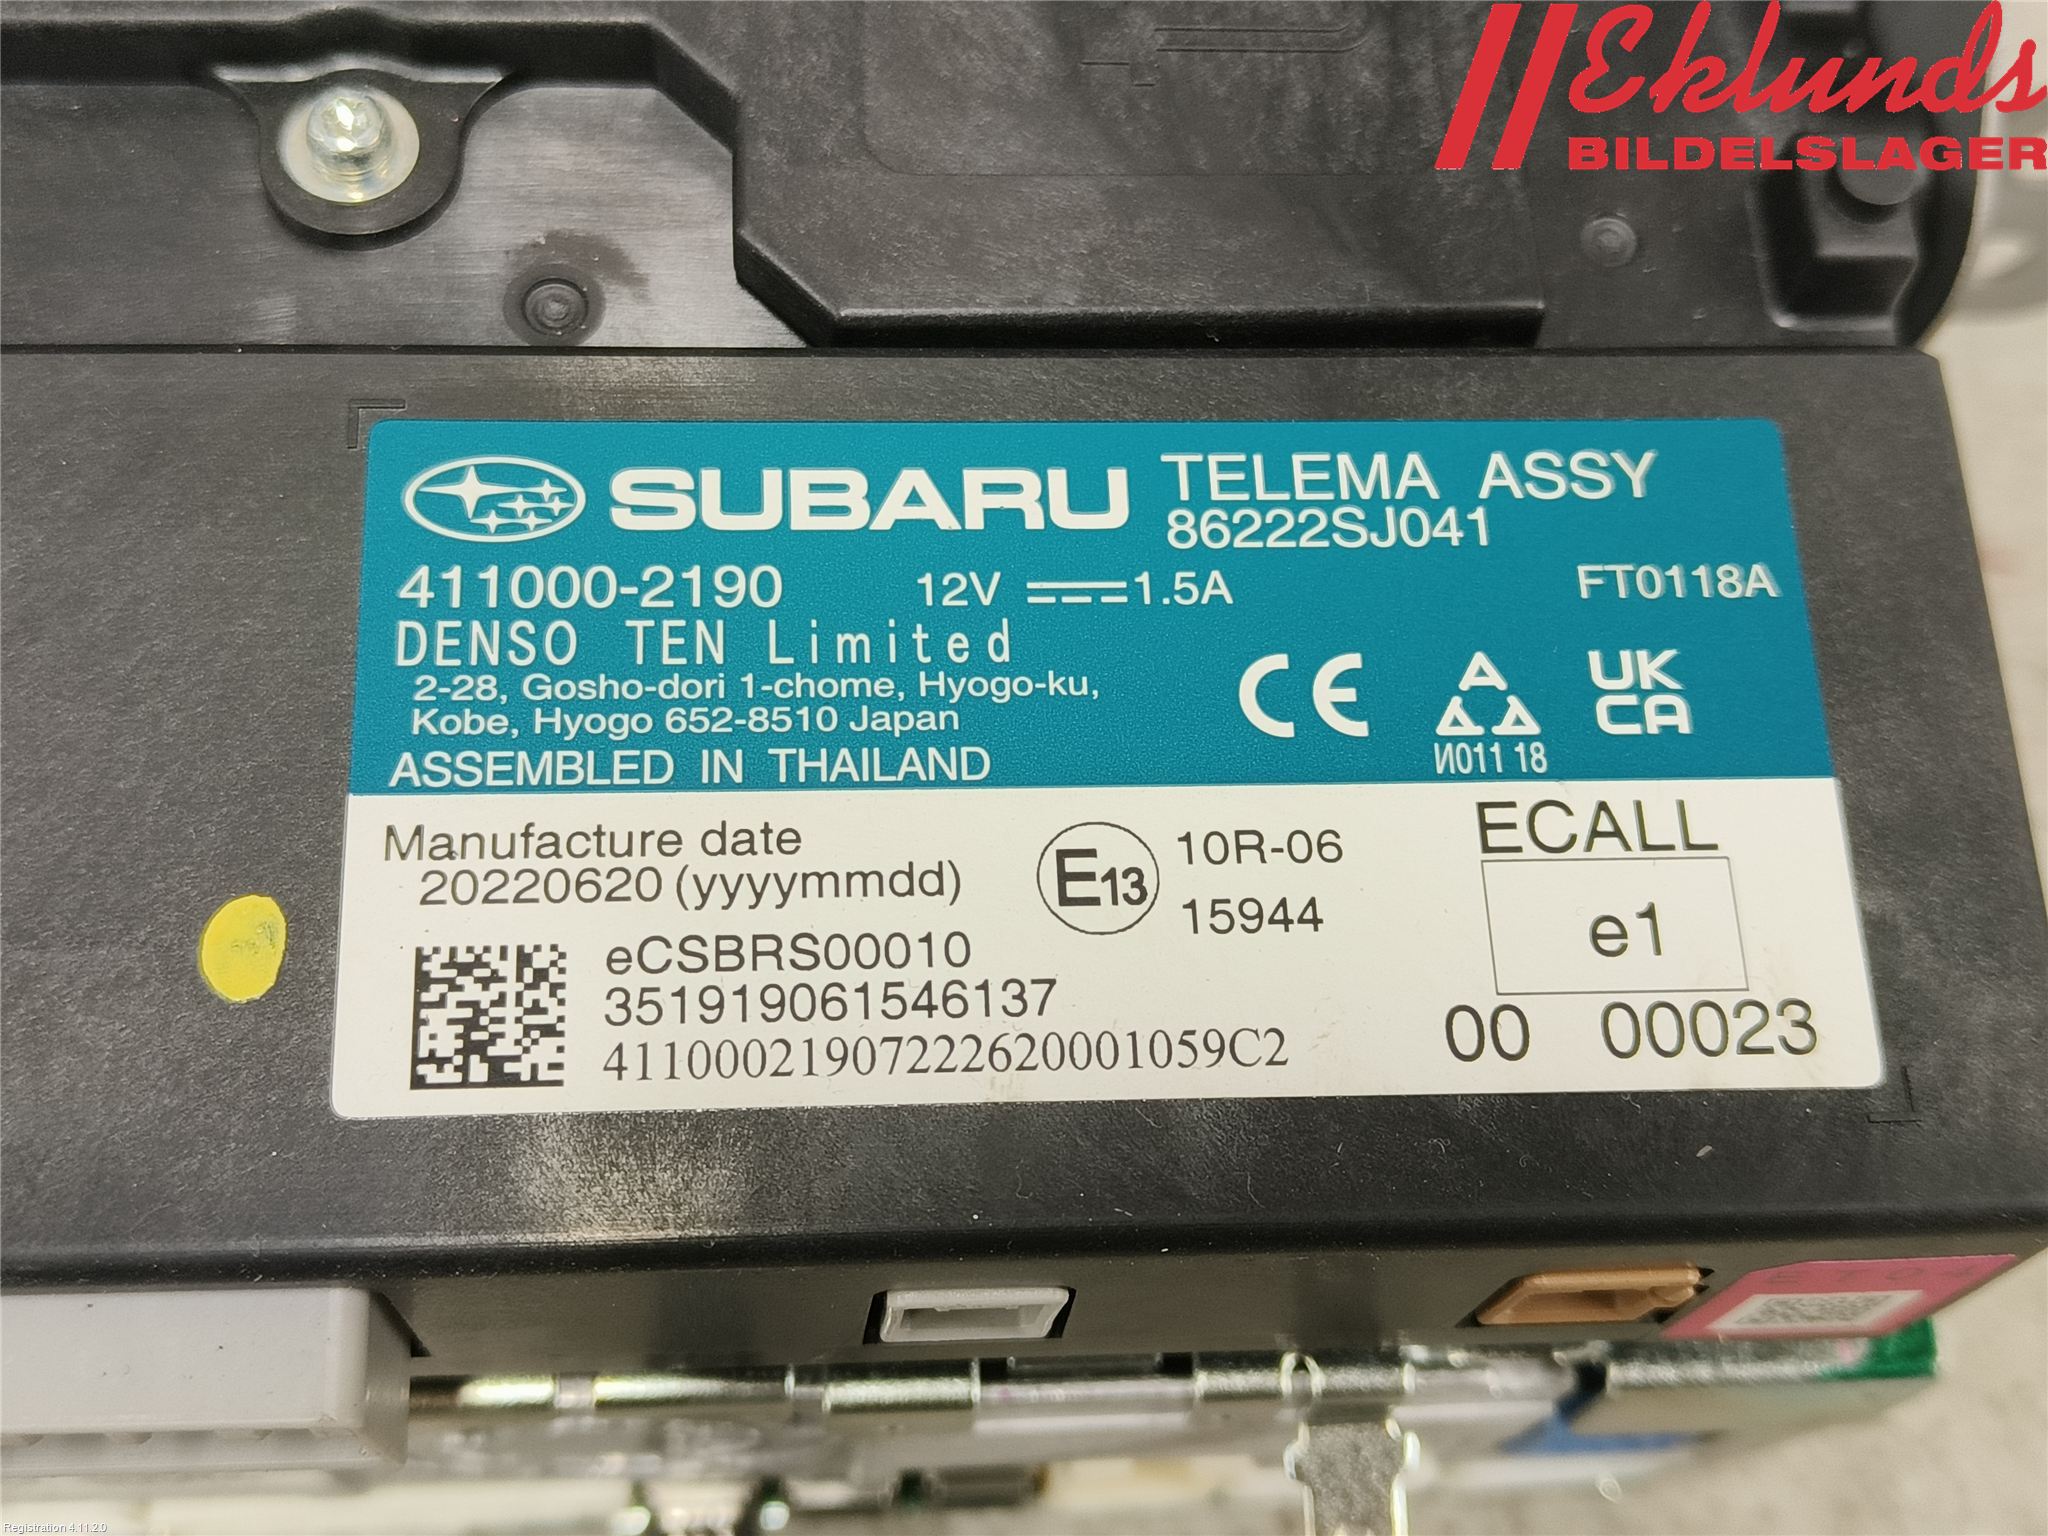 Eklunds
BILDELSLAGER
SUBARU
TELEMA ASSY
86222SJ041
411000-2190
12V
1.5A
FT0118A
DENSO TEN Limited
2-28, Gosho-dori 1-chome, Hyogo-ku,
Kobe, Hyogo 652-8510 Japan
ASSEMBLED IN THAILAND
CE
A
UK
CA
И011 18
Manufacture date
20220620 (yyyymmdd)
E13
10R-06
15944
ECALL
e1
00 00023
eCSBRS00010
351919061546137
4110002190722262000​1059C2
Registration 4.11.2.0